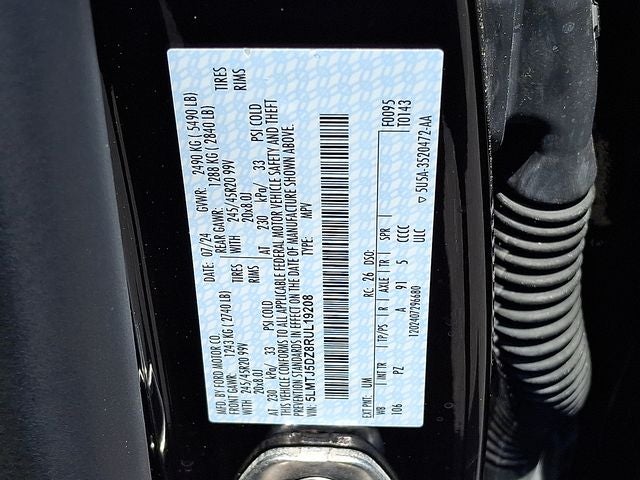 MFD. BY FORD MOTOR CO. DATE: 07/24 GVWR: 2490 KG ( 5490 LB)
FRONT GAWR: 1243 KG (2740 LB) REAR GAWR: 1288 KG ( 2840 LB)
WITH 245/45R20 99V TIRES WITH 245/45R20 99V TIRES
20x8.0J RIMS 20x8.0J RIMS
AT 230 kPa/ 33 PSI COLD AT 230 kPa/ 33 PSI COLD
THIS VEHICLE CONFORMS TO ALL APPLICABLE FEDERAL MOTOR VEHICLE SAFETY AND THEFT
PREVENTION STANDARDS IN EFFECT ON THE DATE OF MANUFACTURE SHOWN ABOVE.
VIN: 5LMTJ5DZ8RUL19208 TYPE: MPV
EXT PNT: UM RC: 26 DSO: F0095
WB INT TR TP/PS R AXLE TR SPR T0143
106 PZ A 91 5 CCCC
1202407296680 ULC
▽ 5U5A-3520472-AA